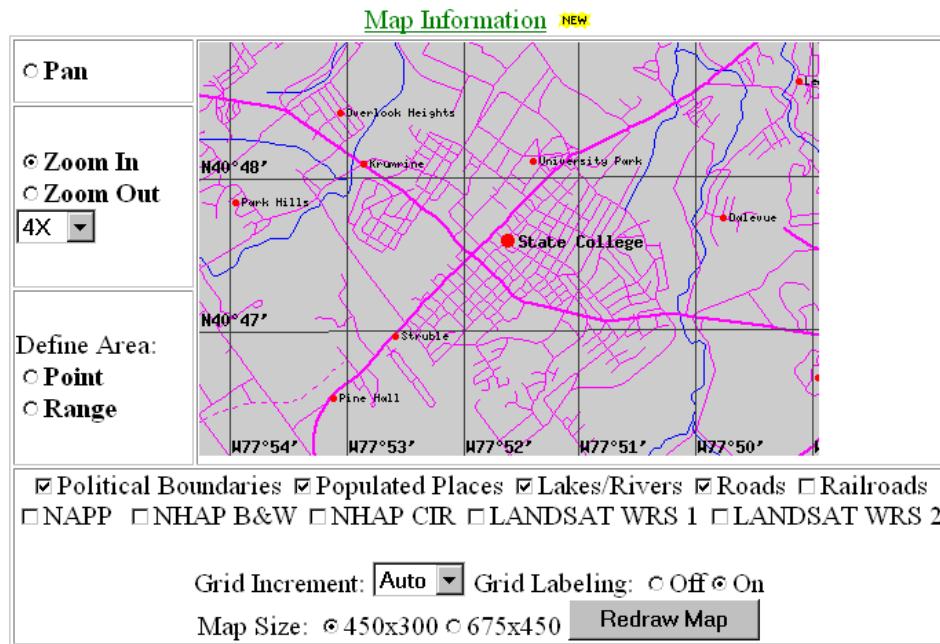 Map Information NEW
Pan
Zoom In
Zoom Out
4X
Define Area:
Point
Range
Overlook Heights
Krumrine
University Park
N40°48'
Park Hills
Dalevue
State College
N40°47'
Struble
Pine Hall
W77°54' W77°53' W77°52' W77°51' W77°50'
Political Boundaries Populated Places Lakes/Rivers Roads Railroads
NAPP NHAP B&W NHAP CIR LANDSAT WRS 1 LANDSAT WRS 2
Grid Increment: Auto Grid Labeling: Off On
Map Size: 450x300 675x450 Redraw Map